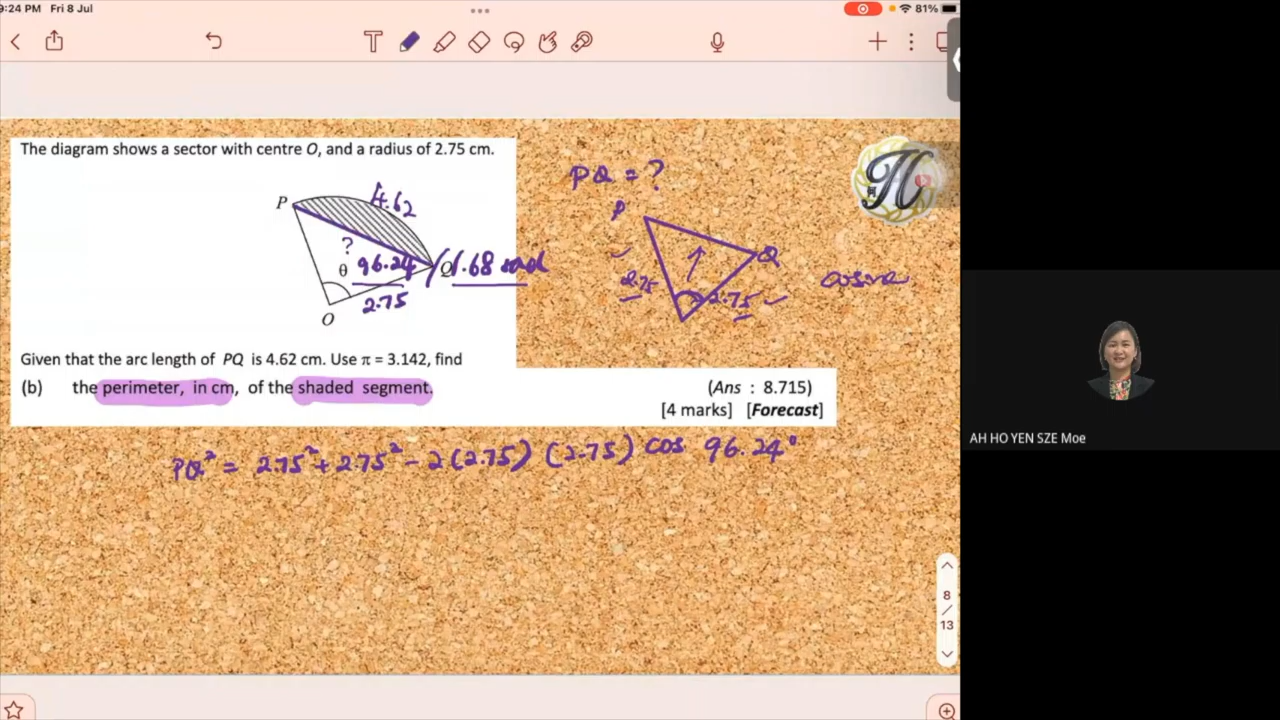 9:24 PM Fri 8 Jul
81%
The diagram shows a sector with centre O, and a radius of 2.75 cm.
PQ = ?
P
4.62
P
?
Q
θ 96.24 / Q 1.68 rad
2.75
2.75
2.75
cosine
O
Given that the arc length of PQ is 4.62 cm. Use π = 3.142, find
(b) the perimeter, in cm, of the shaded segment.
(Ans : 8.715)
[4 marks] [Forecast]
PQ² = 2.75² + 2.75² - 2 (2.75) (2.75) cos 96.24°
AH HO YEN SZE Moe
8
/
13